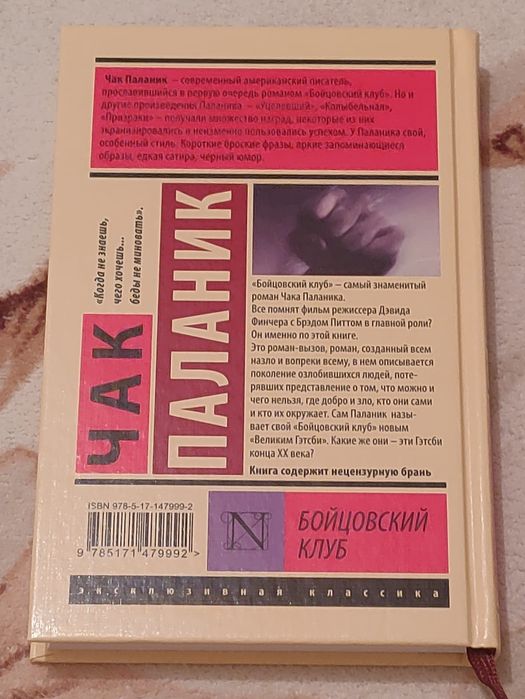 Чак Паланик – современный американский писатель,
прославившийся в первую очередь романом «Бойцовский клуб». Но и
другие произведения Паланика – «Уцелевший», «Колыбельная»,
«Призраки» – получали множество наград, некоторые из них
экранизировались и неизменно пользовались успехом. У Паланика свой,
особенный стиль. Короткие броские фразы, яркие запоминающиеся
образы, едкая сатира, черный юмор.
«Когда не знаешь,
чего хочешь...
беды не миновать».
ЧАК
ПАЛАНИК
«Бойцовский клуб» – самый знаменитый
роман Чака Паланика.
Все помнят фильм режиссера Дэвида
Финчера с Брэдом Питтом в главной роли?
Он именно по этой книге.
Это роман-вызов, роман, созданный всем
назло и вопреки всему, в нем описывается
поколение озлобившихся людей, поте-
рявших представление о том, что можно и
чего нельзя, где добро и зло, кто они сами
и кто их окружает. Сам Паланик назы-
вает свой «Бойцовский клуб» новым
«Великим Гэтсби». Какие же они – эти Гэтсби
конца XX века?
Книга содержит нецензурную брань
ISBN 978-5-17-147999-2
9 785171 479992 >
N
БОЙЦОВСКИЙ
КЛУБ
эксклюзивная классика